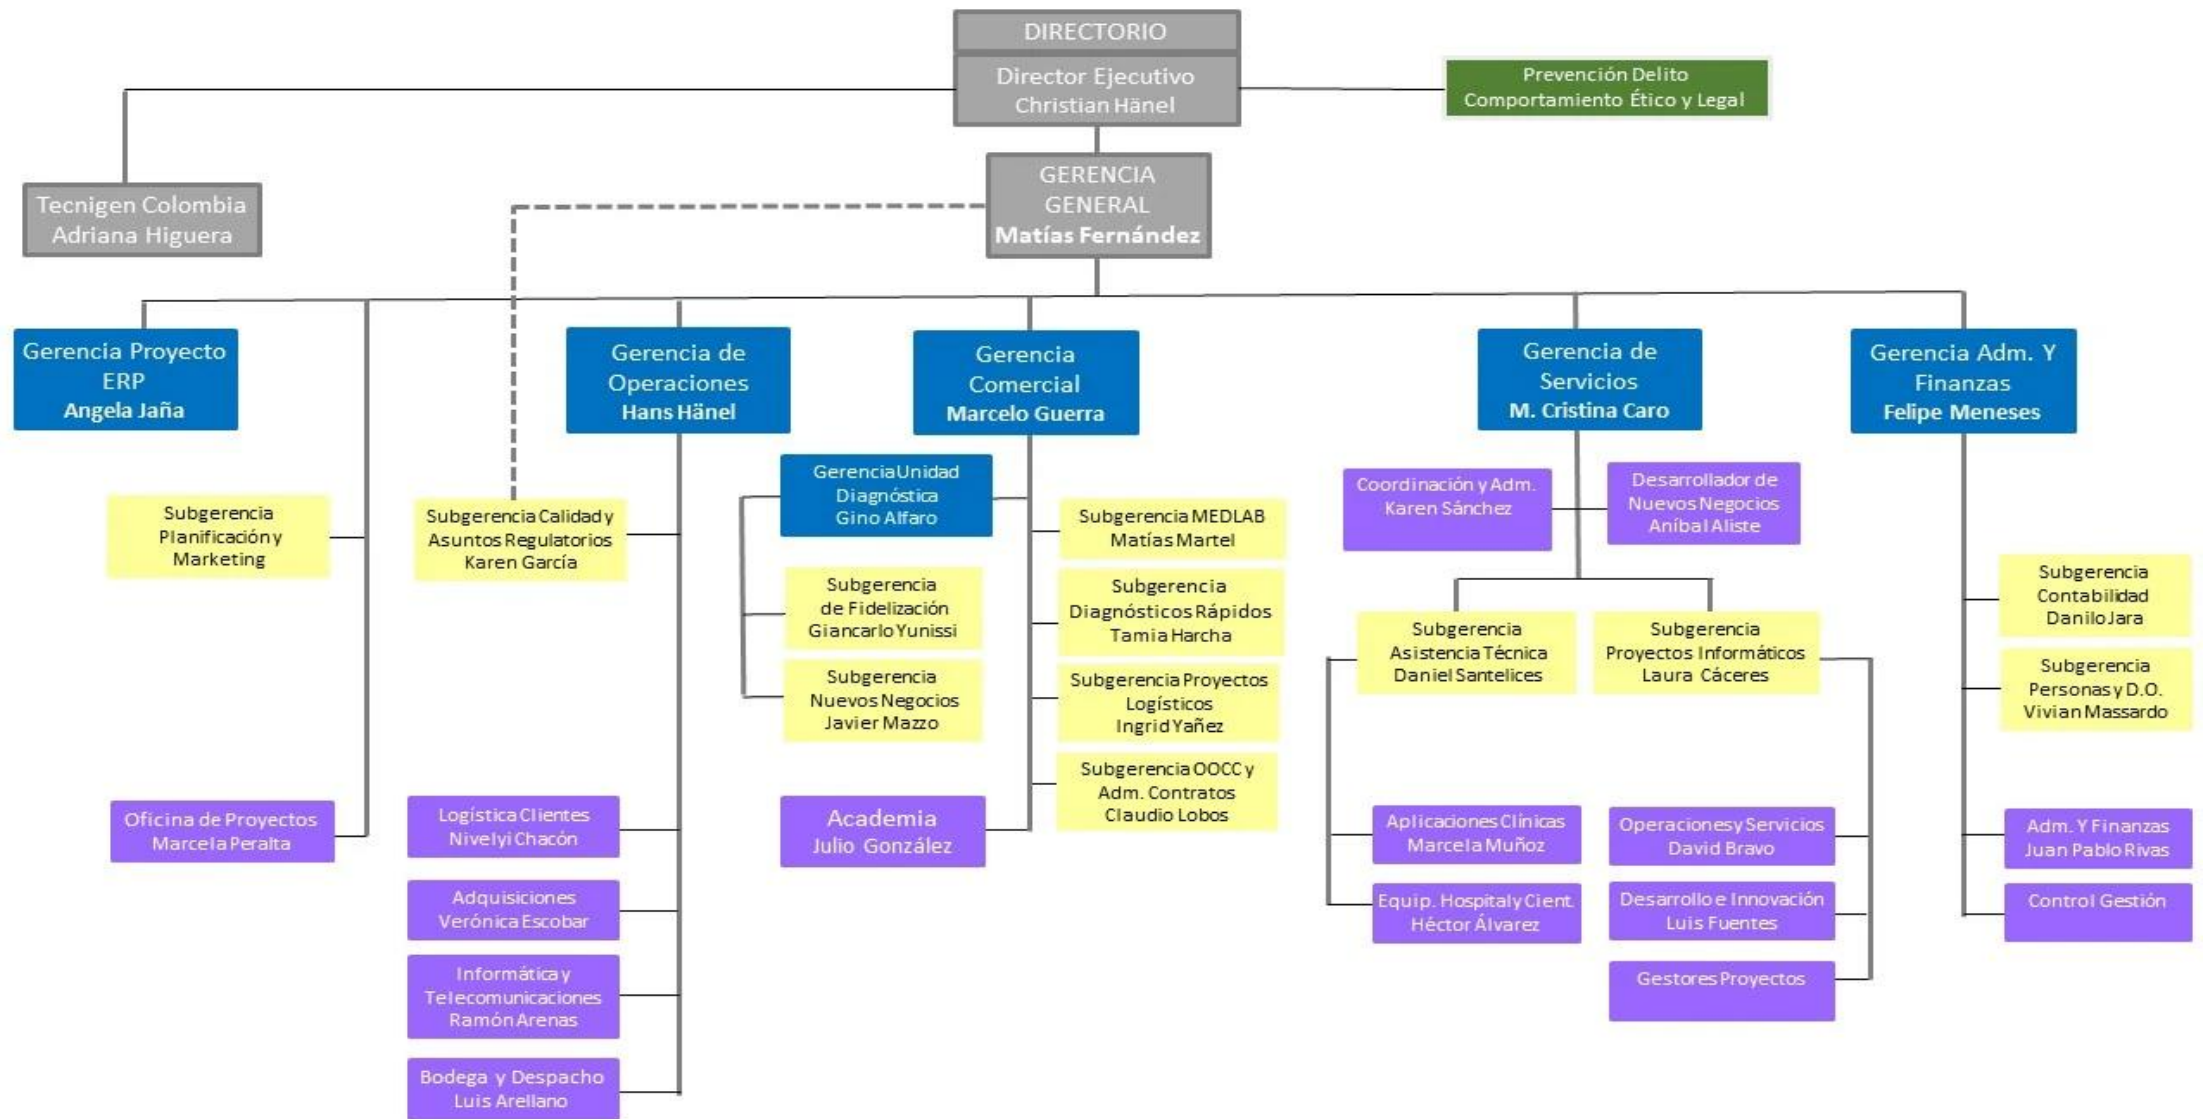 DIRECTORIO
Director Ejecutivo
Christian Hänel
Prevención Delito
Comportamiento Ético y Legal
Tecnigen Colombia
Adriana Higuera
GERENCIA
GENERAL
Matías Fernández
Gerencia Proyecto
ERP
Angela Jaña
Gerencia de
Operaciones
Hans Hänel
Gerencia
Comercial
Marcelo Guerra
Gerencia de
Servicios
M. Cristina Caro
Gerencia Adm. Y
Finanzas
Felipe Meneses
Subgerencia
Planificación y
Marketing
Oficina de Proyectos
Marcela Peralta
Subgerencia Calidad y
Asuntos Regulatorios
Karen García
Logística Clientes
Nivelyi Chacón
Adquisiciones
Verónica Escobar
Informática y
Telecomunicaciones
Ramón Arenas
Bodega y Despacho
Luis Arellano
Gerencia Unidad
Diagnóstica
Gino Alfaro
Subgerencia
de Fidelización
Giancarlo Yunissi
Subgerencia
Nuevos Negocios
Javier Mazzo
Academia
Julio González
Subgerencia MEDLAB
Matías Martel
Subgerencia
Diagnósticos Rápidos
Tamia Harcha
Subgerencia Proyectos
Logísticos
Ingrid Yañez
Subgerencia OOCC y
Adm. Contratos
Claudio Lobos
Coordinación y Adm.
Karen Sánchez
Desarrollador de
Nuevos Negocios
Aníbal Aliste
Subgerencia
Asistencia Técnica
Daniel Santelices
Subgerencia
Proyectos Informáticos
Laura Cáceres
Aplicaciones Clínicas
Marcela Muñoz
Equip. Hospital y Cient.
Héctor Álvarez
Operaciones y Servicios
David Bravo
Desarrollo e Innovación
Luis Fuentes
Gestores Proyectos
Subgerencia
Contabilidad
Danilo Jara
Subgerencia
Personas y D.O.
Vivian Massardo
Adm. Y Finanzas
Juan Pablo Rivas
Control Gestión